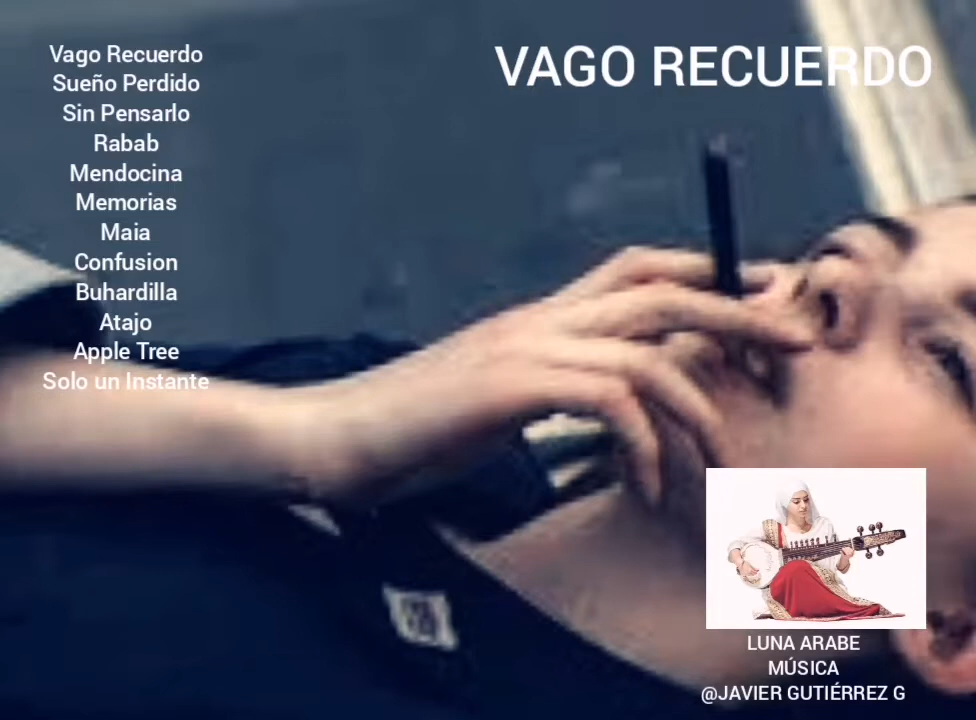 VAGO RECUERDO
Vago Recuerdo
Sueño Perdido
Sin Pensarlo
Rabab
Mendocina
Memorias
Maia
Confusion
Buhardilla
Atajo
Apple Tree
Solo un Instante
LUNA ARABE
MÚSICA
@JAVIER GUTIÉRREZ G